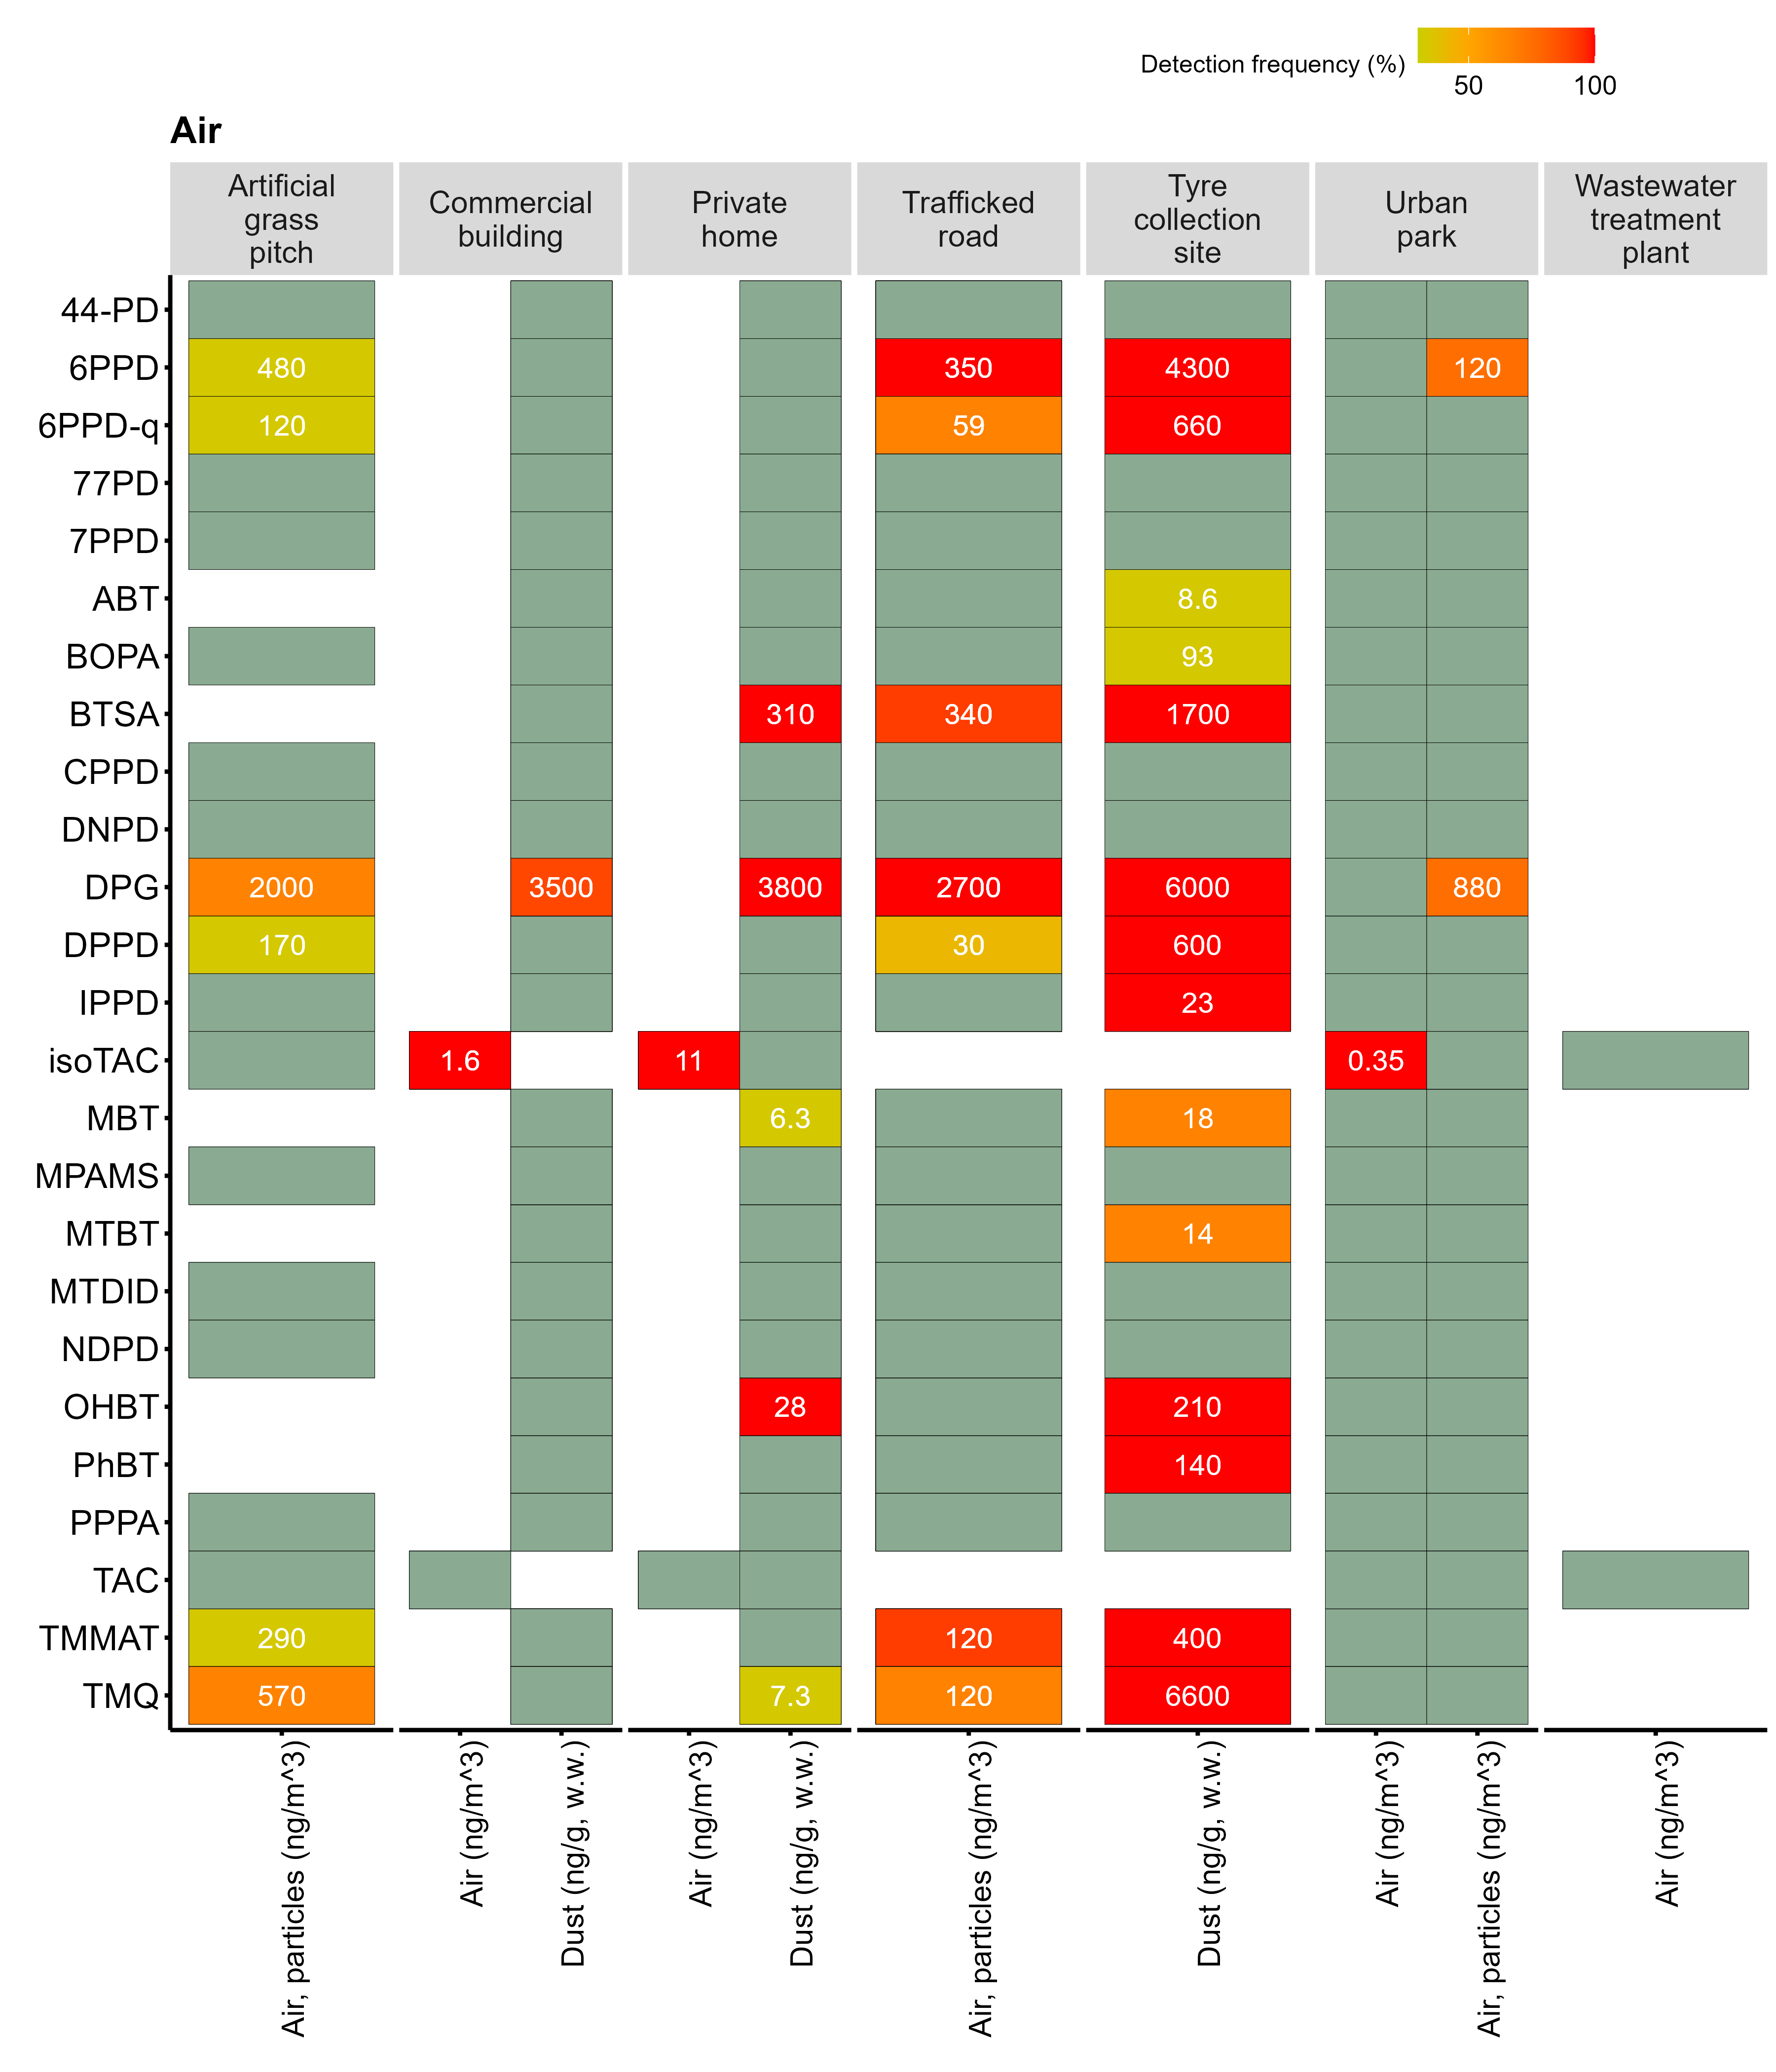 Detection frequency (%)
50 100
Air
Artificial
grass
pitch
Commercial
building
Private
home
Trafficked
road
Tyre
collection
site
Urban
park
Wastewater
treatment
plant
44-PD
6PPD 480 350 4300 120
6PPD-q 120 59 660
77PD
7PPD
ABT 8.6
BOPA 93
BTSA 310 340 1700
CPPD
DNPD
DPG 2000 3500 3800 2700 6000 880
DPPD 170 30 600
IPPD 23
isoTAC 1.6 11 0.35
MBT 6.3 18
MPAMS
MTBT 14
MTDID
NDPD
OHBT 28 210
PhBT 140
PPPA
TAC
TMMAT 290 120 400
TMQ 570 7.3 120 6600
Air, particles (ng/m^3)
Air (ng/m^3)
Dust (ng/g, w.w.)
Air (ng/m^3)
Dust (ng/g, w.w.)
Air, particles (ng/m^3)
Dust (ng/g, w.w.)
Air (ng/m^3)
Air, particles (ng/m^3)
Air (ng/m^3)